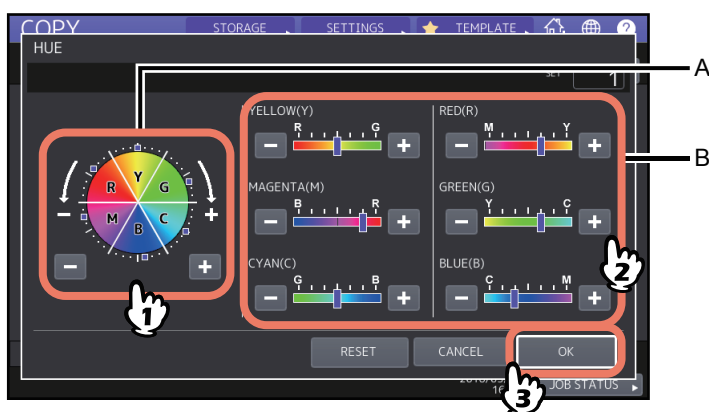 COPY STORAGE SETTINGS TEMPLATE ?
HUE
SET 1
A
B
YELLOW(Y) RED(R)
R G M Y
- + - +
MAGENTA(M) GREEN(G)
B R Y C
- + - +
CYAN(C) BLUE(B)
G B C M
- + - +
Y
R G
M C
B
- +
- +
1
2
RESET CANCEL OK
3
JOB STATUS